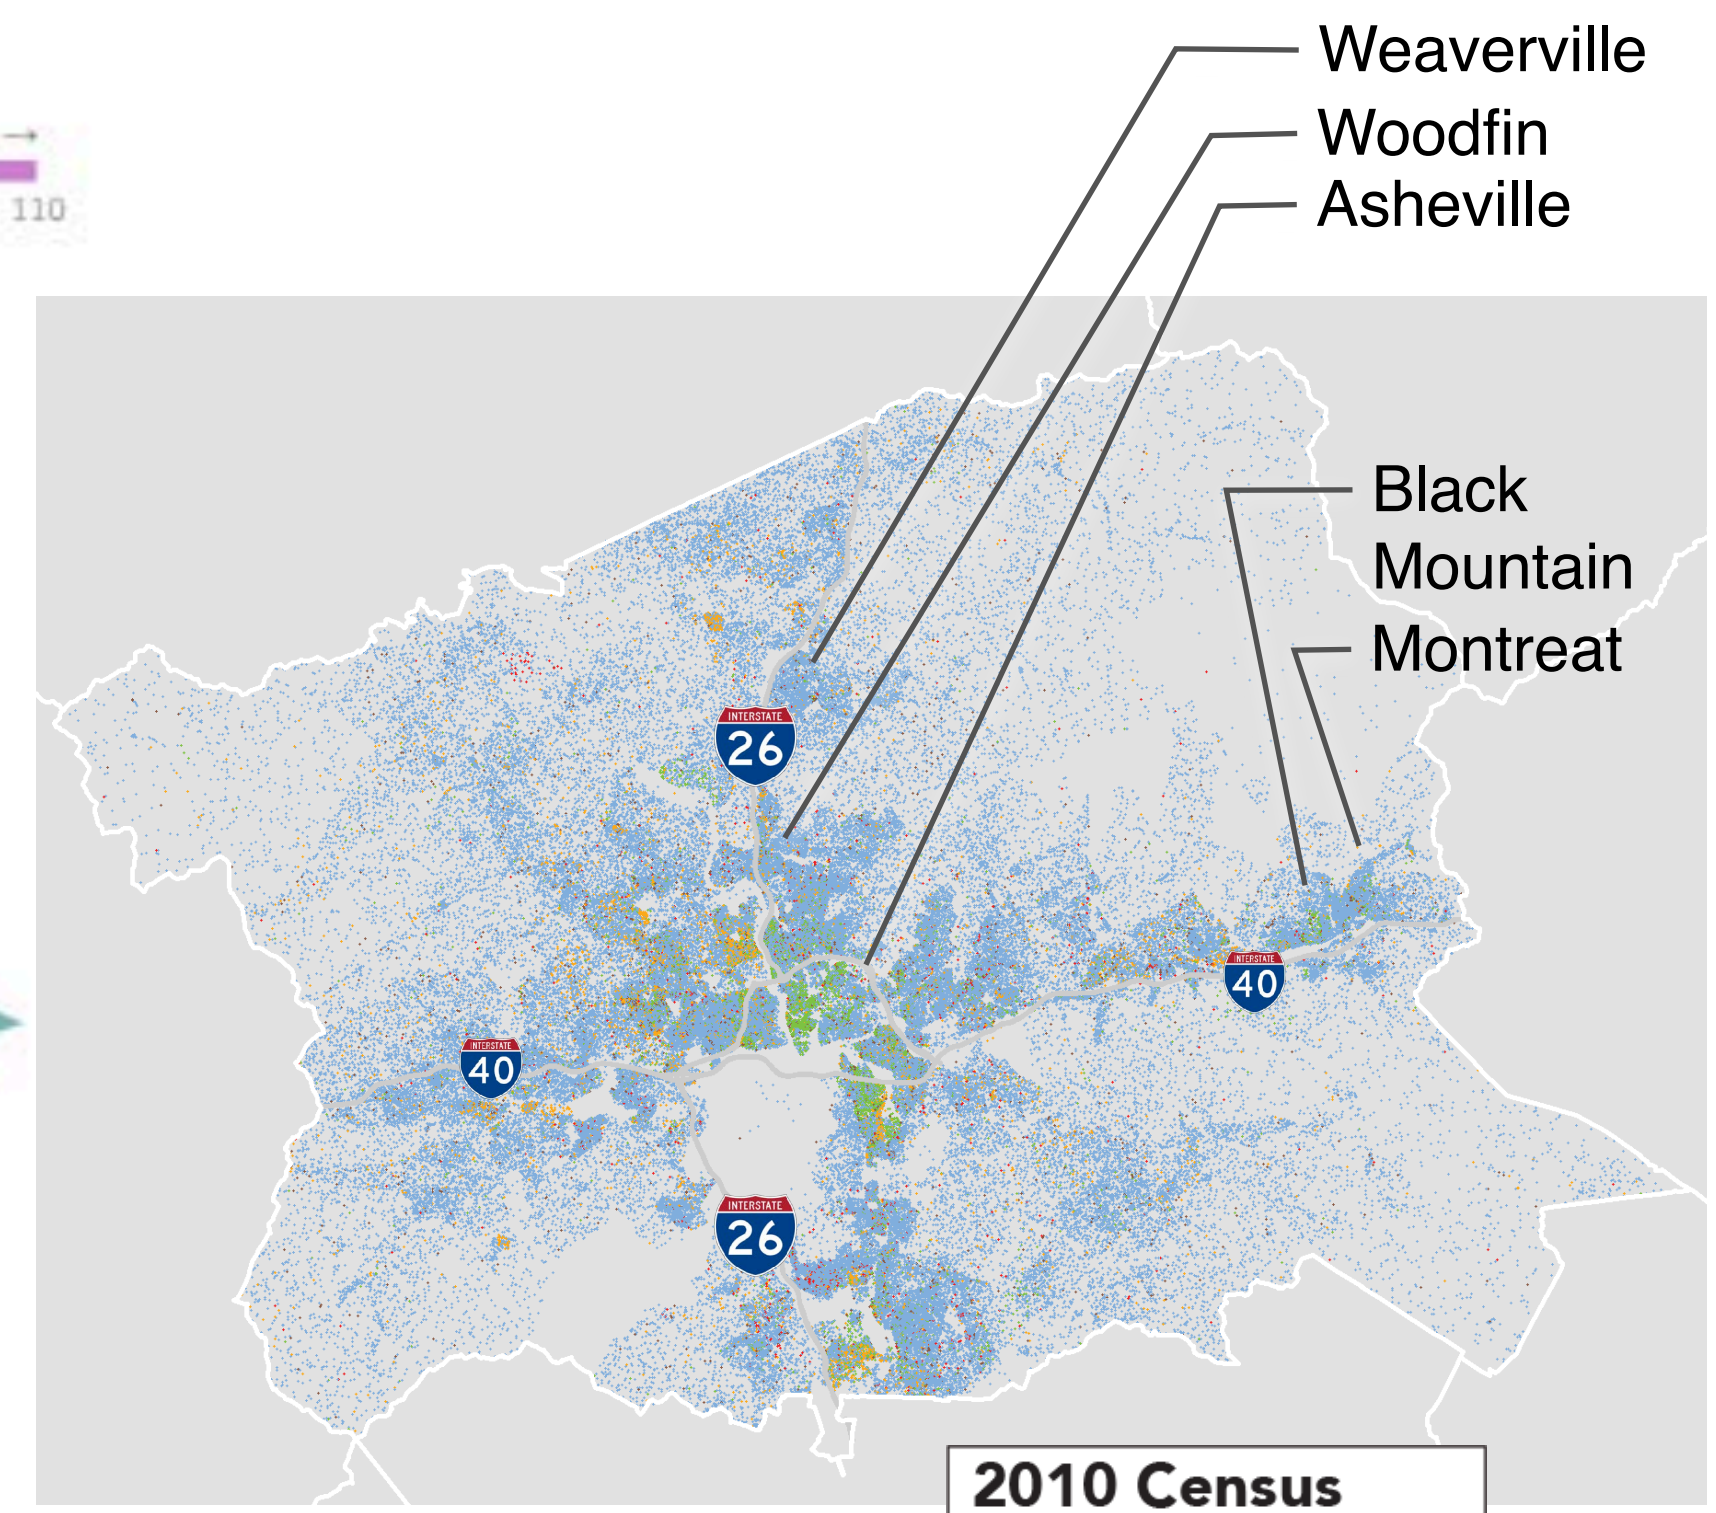 Weaverville
Woodfin
Asheville
→
110
Black
Mountain
Montreat
INTERSTATE
26
INTERSTATE
40
INTERSTATE
40
INTERSTATE
26
2010 Census